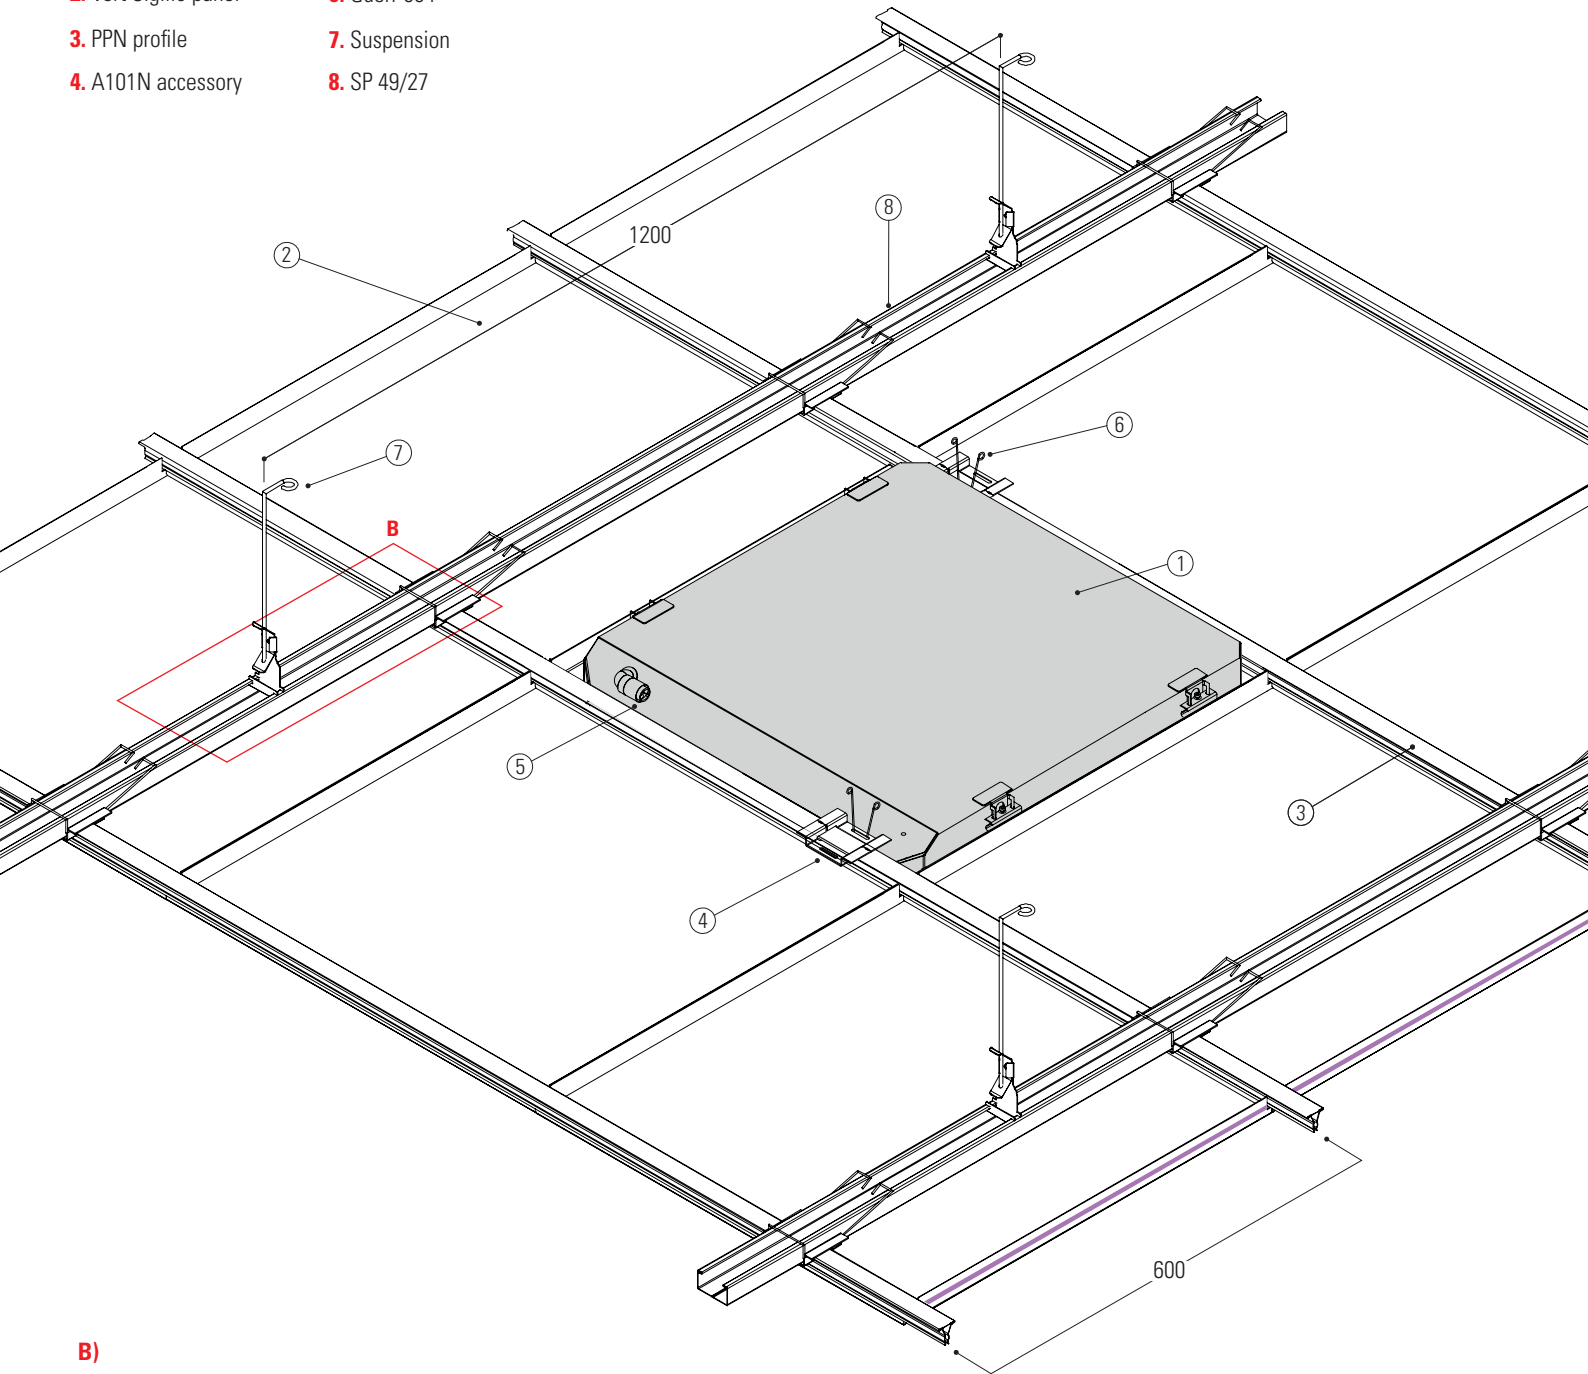 3. PPN profile
7. Suspension
4. A101N accessory
8. SP 49/27
8
1200
2
6
7
B
1
5
3
4
600
B)